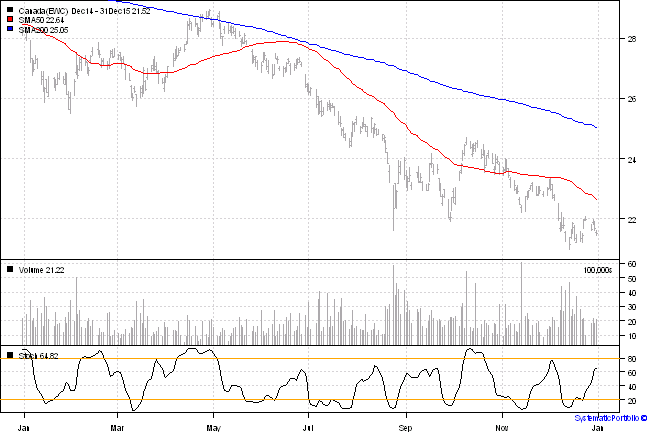 Canada(EWC) Dec14 - 31Dec15 21.52
SMA50 22.64
SMA200 25.05
28
26
24
22
Volume 21.22
100,000s
60
50
40
30
20
10
Stoch 64.82
80
60
40
20
Jan Mar May Jul Sep Nov Jan
SystematicPortfolio ©